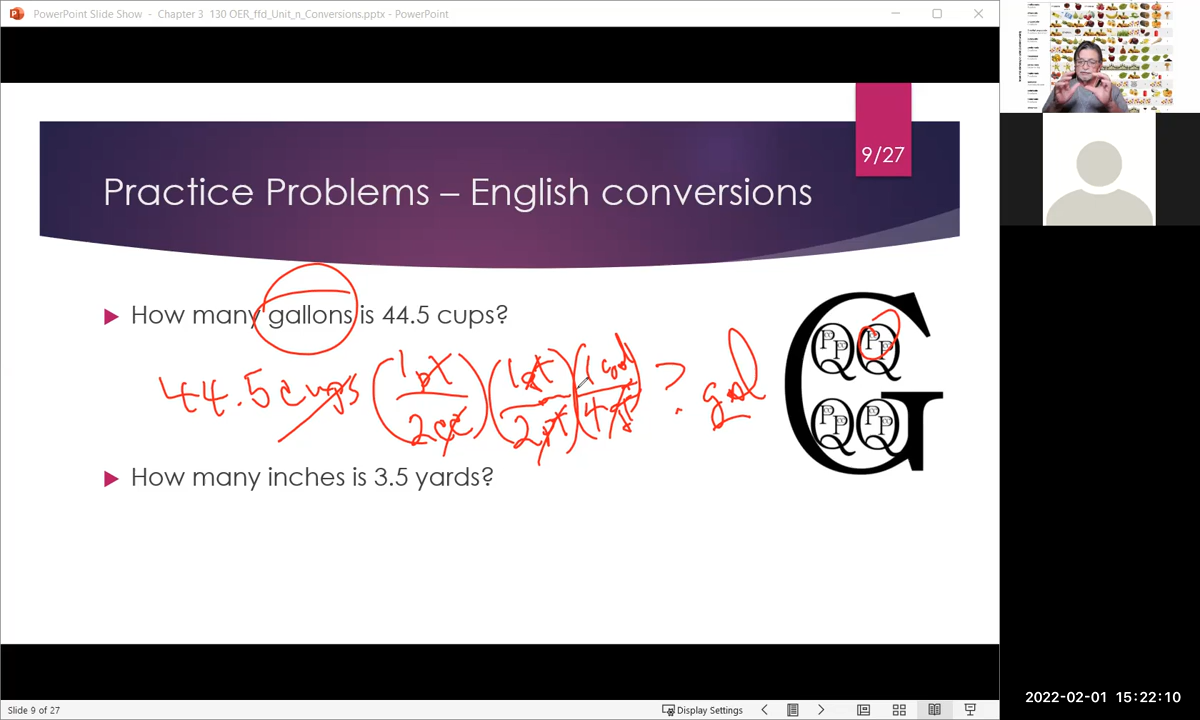 PowerPoint Slide Show - Chapter 3 130 OER_ffd_Unit_n_Conversions.pptx - PowerPoint
9/27
Practice Problems – English conversions
How many gallons is 44.5 cups?
44.5 cups (1 pt / 2 c) (1 qt / 2 pt) (1 gal / 4 qt) ? gal
G
Q Q
Q Q
How many inches is 3.5 yards?
Slide 9 of 27
Display Settings
2022-02-01 15:22:10